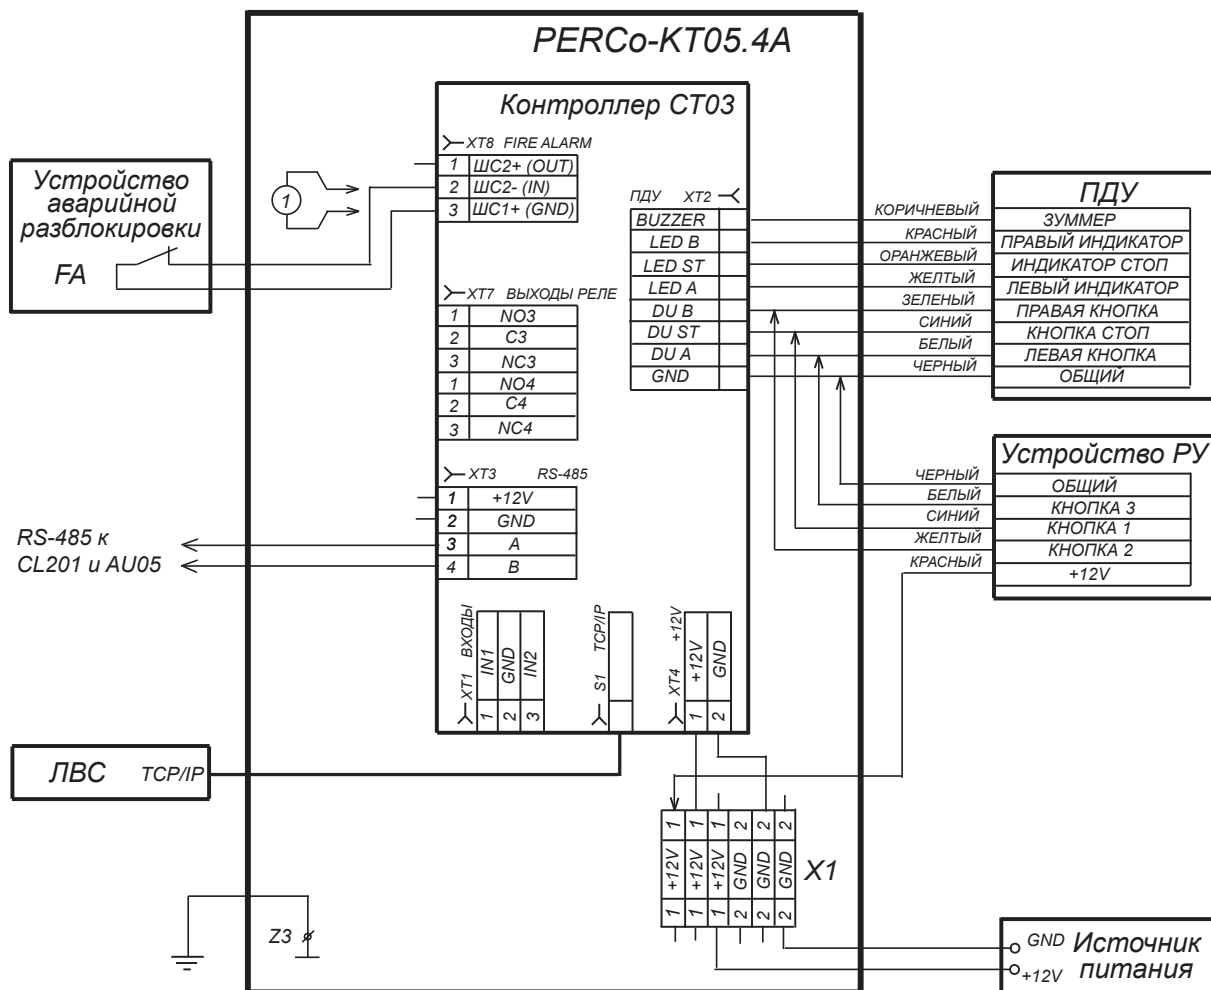 PERCo-KT05.4A
Контроллер CT03
XT8 FIRE ALARM
1 ШС2+ (OUT)
2 ШС2- (IN)
3 ШС1+ (GND)
1
Устройство
аварийной
разблокировки
FA
XT7 ВЫХОДЫ РЕЛЕ
1 NO3
2 C3
3 NC3
1 NO4
2 C4
3 NC4
XT3 RS-485
1 +12V
2 GND
3 A
4 B
RS-485 к
CL201 и AU05
ПДУ XT2
BUZZER
LED B
LED ST
LED A
DU B
DU ST
DU A
GND
КОРИЧНЕВЫЙ
КРАСНЫЙ
ОРАНЖЕВЫЙ
ЖЕЛТЫЙ
ЗЕЛЕНЫЙ
СИНИЙ
БЕЛЫЙ
ЧЕРНЫЙ
ПДУ
ЗУММЕР
ПРАВЫЙ ИНДИКАТОР
ИНДИКАТОР СТОП
ЛЕВЫЙ ИНДИКАТОР
ПРАВАЯ КНОПКА
КНОПКА СТОП
ЛЕВАЯ КНОПКА
ОБЩИЙ
Устройство РУ
ЧЕРНЫЙ
БЕЛЫЙ
СИНИЙ
ЖЕЛТЫЙ
КРАСНЫЙ
ОБЩИЙ
КНОПКА 3
КНОПКА 1
КНОПКА 2
+12V
XT1 ВХОДЫ
1 IN1
2 GND
3 IN2
S1 TCP/IP
XT4 +12V
1 +12V
2 GND
ЛВС TCP/IP
1 1 1 2 2 2
+12V +12V +12V GND GND GND
1 1 1 2 2 2
X1
Z3
GND
+12V
Источник
питания